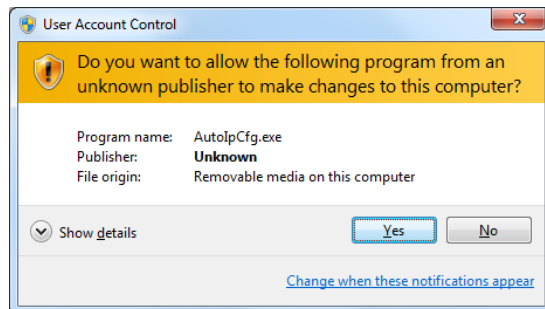 User Account Control
Do you want to allow the following program from an
unknown publisher to make changes to this computer?
Program name: AutoIpCfg.exe
Publisher: Unknown
File origin: Removable media on this computer
Show details
Yes
No
Change when these notifications appear